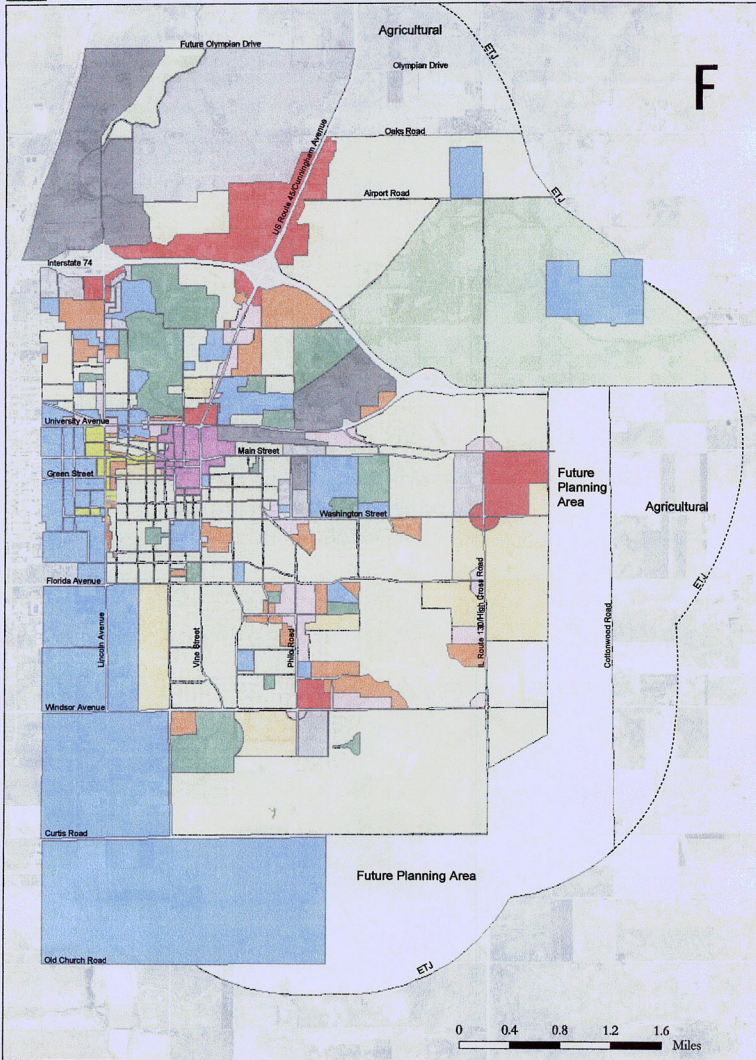 Agricultural
Future Olympian Drive
ETJ
Olympian Drive
F
US Route 45/Cunningham Avenue
Oaks Road
Airport Road
ETJ
Interstate 74
University Avenue
Main Street
Green Street
Future
Planning
Area
Agricultural
Washington Street
Florida Avenue
ETJ
Lincoln Avenue
Vine Street
Philo Road
IL Route 130/High Cross Road
Cottonwood Road
Windsor Avenue
Curtis Road
Future Planning Area
Old Church Road
ETJ
0 0.4 0.8 1.2 1.6
Miles